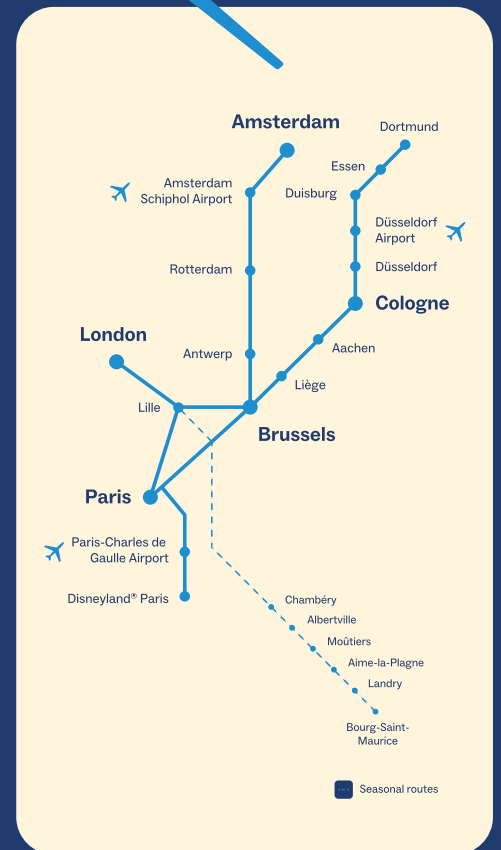 Amsterdam
Dortmund
Essen
Amsterdam
Schiphol Airport
Duisburg
Düsseldorf
Airport
Rotterdam
Düsseldorf
Cologne
London
Antwerp
Aachen
Liège
Lille
Brussels
Paris
Paris-Charles de
Gaulle Airport
Disneyland® Paris
Chambéry
Albertville
Moûtiers
Aime-la-Plagne
Landry
Bourg-Saint-
Maurice
Seasonal routes